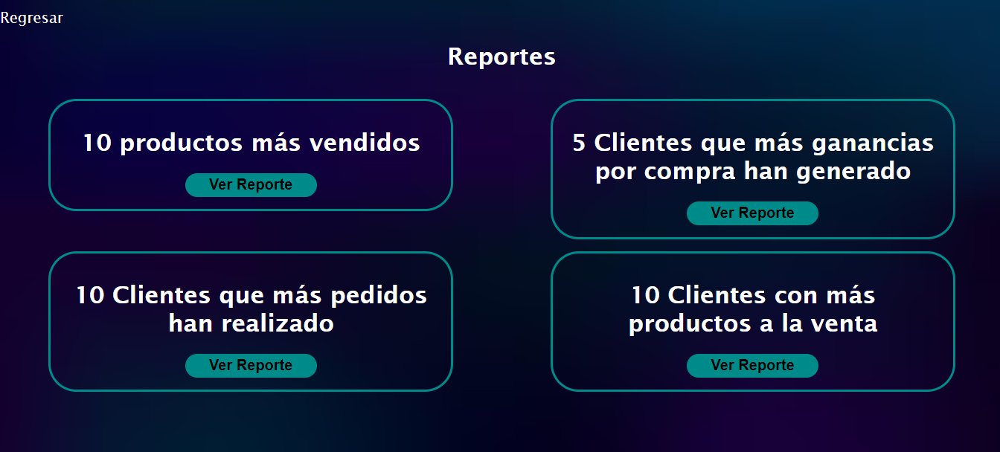 Regresar
Reportes
10 productos más vendidos
Ver Reporte
5 Clientes que más ganancias
por compra han generado
Ver Reporte
10 Clientes que más pedidos
han realizado
Ver Reporte
10 Clientes con más
productos a la venta
Ver Reporte